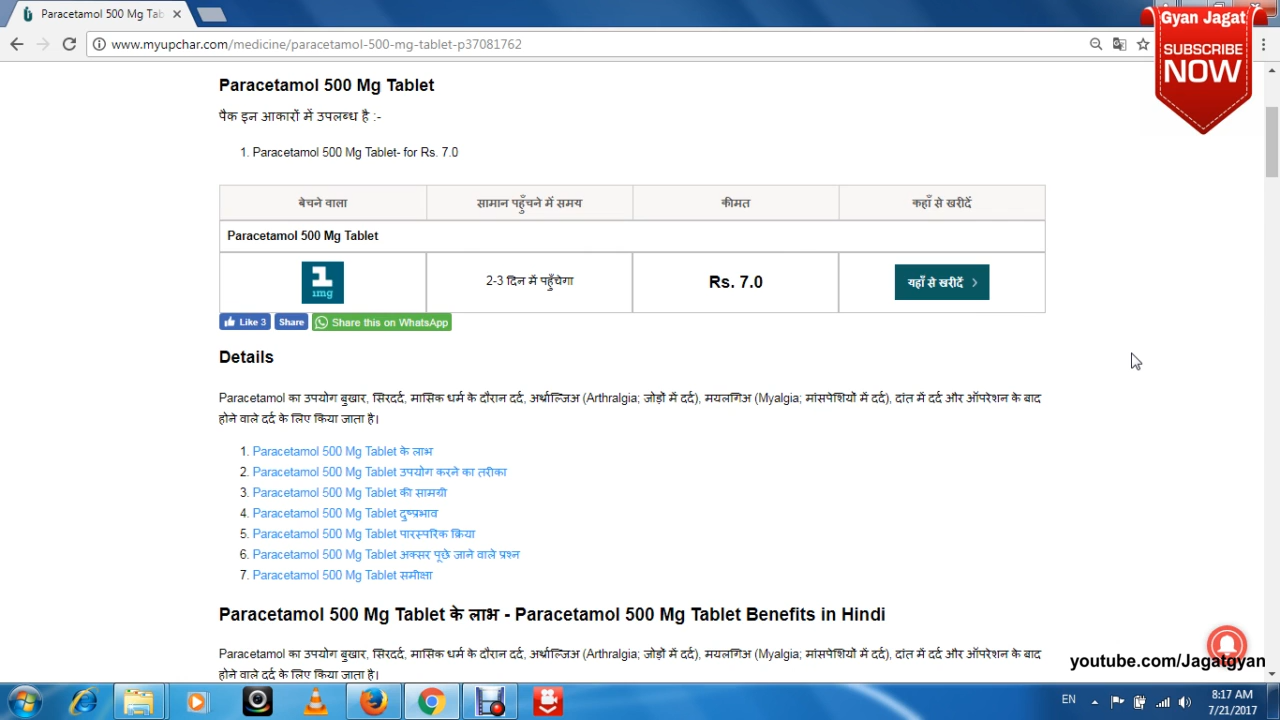 Paracetamol 500 Mg Tab
www.myupchar.com/medicine/paracetamol-500-mg-tablet-p37081762
Gyan Jagat
SUBSCRIBE
NOW
Paracetamol 500 Mg Tablet
पैक इन आकारों में उपलब्ध है :-
1. Paracetamol 500 Mg Tablet- for Rs. 7.0
बेचने वाला सामान पहुँचने में समय कीमत कहाँ से खरीदें
Paracetamol 500 Mg Tablet
1 1mg 2-3 दिन में पहुँचेगा Rs. 7.0 यहाँ से खरीदें
Like 3 Share Share this on WhatsApp
Details
Paracetamol का उपयोग बुखार, सिरदर्द, मासिक धर्म के दौरान दर्द, अर्थाल्जिअ (Arthralgia; जोड़ों में दर्द), मयलगिअ (Myalgia; मांसपेशियों में दर्द), दांत में दर्द और ऑपरेशन के बाद
होने वाले दर्द के लिए किया जाता है।
1. Paracetamol 500 Mg Tablet के लाभ
2. Paracetamol 500 Mg Tablet उपयोग करने का तरीका
3. Paracetamol 500 Mg Tablet की सामग्री
4. Paracetamol 500 Mg Tablet दुष्प्रभाव
5. Paracetamol 500 Mg Tablet पारस्परिक क्रिया
6. Paracetamol 500 Mg Tablet अक्सर पूछे जाने वाले प्रश्न
7. Paracetamol 500 Mg Tablet समीक्षा
Paracetamol 500 Mg Tablet के लाभ - Paracetamol 500 Mg Tablet Benefits in Hindi
Paracetamol का उपयोग बुखार, सिरदर्द, मासिक धर्म के दौरान दर्द, अर्थाल्जिअ (Arthralgia; जोड़ों में दर्द), मयलगिअ (Myalgia; मांसपेशियों में दर्द), दांत में दर्द और ऑपरेशन के बाद
होने वाले दर्द के लिए किया जाता है।
youtube.com/Jagatgyan
EN 8:17 AM
7/21/2017